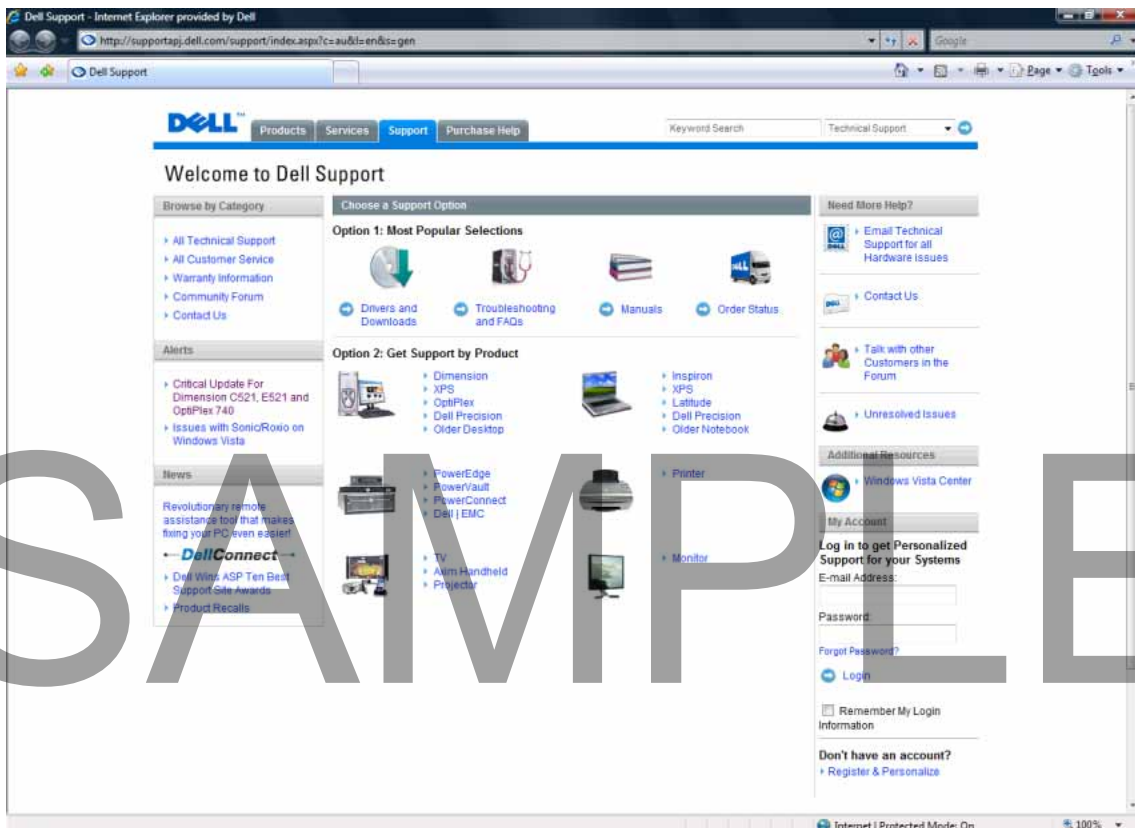 Dell Support - Internet Explorer provided by Dell
http://supportapj.dell.com/support/index.aspx?c=au&l=en&s=gen
Google
Dell Support
Page
Tools
DELL™
Products
Services
Support
Purchase Help
Keyword Search
Technical Support
Welcome to Dell Support
Browse by Category
All Technical Support
All Customer Service
Warranty Information
Community Forum
Contact Us
Alerts
Critical Update For
Dimension C521, E521 and
OptiPlex 740
Issues with Sonic/Roxio on
Windows Vista
News
Revolutionary remote
assistance tool that makes
fixing your PC even easier!
DellConnect
Dell Wins ASP Ten Best
Support Site Awards
Product Recalls
Choose a Support Option
Option 1: Most Popular Selections
Drivers and
Downloads
Troubleshooting
and FAQs
Manuals
Order Status
Option 2: Get Support by Product
Dimension
XPS
OptiPlex
Dell Precision
Older Desktop
Inspiron
XPS
Latitude
Dell Precision
Older Notebook
PowerEdge
PowerVault
PowerConnect
Dell | EMC
Printer
TV
Axim Handheld
Projector
Monitor
Need More Help?
Email Technical
Support for all
Hardware issues
Contact Us
Talk with other
Customers in the
Forum
Unresolved Issues
Additional Resources
Windows Vista Center
My Account
Log in to get Personalized
Support for your Systems
E-mail Address:
Password:
Forgot Password?
Login
Remember My Login
Information
Don't have an account?
Register & Personalize
Internet | Protected Mode: On
100%
SAMPLE